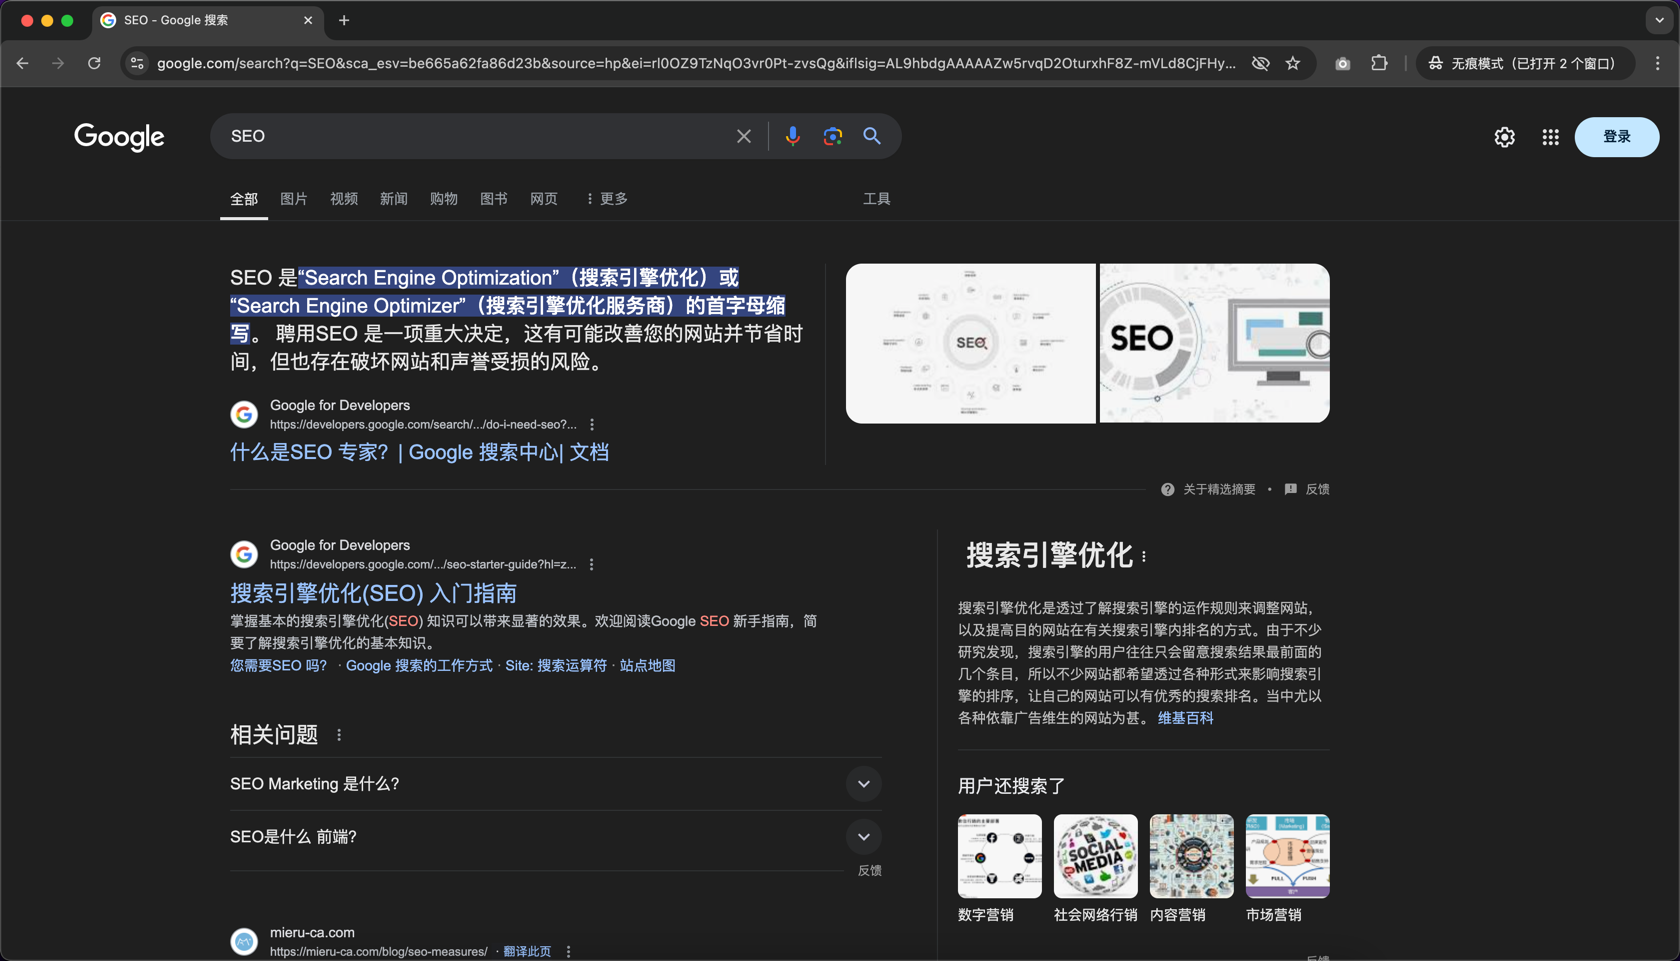 SEO - Google 搜索
google.com/search?q=SEO&sca_esv=be665a62fa86d23b&source=hp&ei=rl0OZ9TzNqO3vr0Pt-zvsQg&iflsig=AL9hbdgAAAAAZw5rvqD2OturxhF8Z-mVLd8CjFHy...
无痕模式（已打开 2 个窗口）
Google
SEO
登录
全部 图片 视频 新闻 购物 图书 网页 更多 工具
SEO 是“Search Engine Optimization”（搜索引擎优化）或
“Search Engine Optimizer”（搜索引擎优化服务商）的首字母缩
写。 聘用SEO 是一项重大决定，这有可能改善您的网站并节省时
间，但也存在破坏网站和声誉受损的风险。
SEO
SEO
Google for Developers
https://developers.google.com/search/.../do-i-need-seo?...
什么是SEO 专家？ | Google 搜索中心| 文档
关于精选摘要 • 反馈
Google for Developers
https://developers.google.com/.../seo-starter-guide?hl=z...
搜索引擎优化(SEO) 入门指南
掌握基本的搜索引擎优化(SEO) 知识可以带来显著的效果。欢迎阅读Google SEO 新手指南，简
要了解搜索引擎优化的基本知识。
您需要SEO 吗？ · Google 搜索的工作方式 · Site: 搜索运算符 · 站点地图
相关问题
SEO Marketing 是什么?
SEO是什么 前端?
反馈
mieru-ca.com
https://mieru-ca.com/blog/seo-measures/ · 翻译此页
搜索引擎优化
搜索引擎优化是透过了解搜索引擎的运作规则来调整网站，
以及提高目的网站在有关搜索引擎内排名的方式。由于不少
研究发现，搜索引擎的用户往往只会留意搜索结果最前面的
几个条目，所以不少网站都希望透过各种形式来影响搜索引
擎的排序，让自己的网站可以有优秀的搜索排名。当中尤以
各种依靠广告维生的网站为甚。 维基百科
用户还搜索了
SOCIAL
MEDIA
PULL PUSH
数字营销 社会网络行销 内容营销 市场营销
反馈